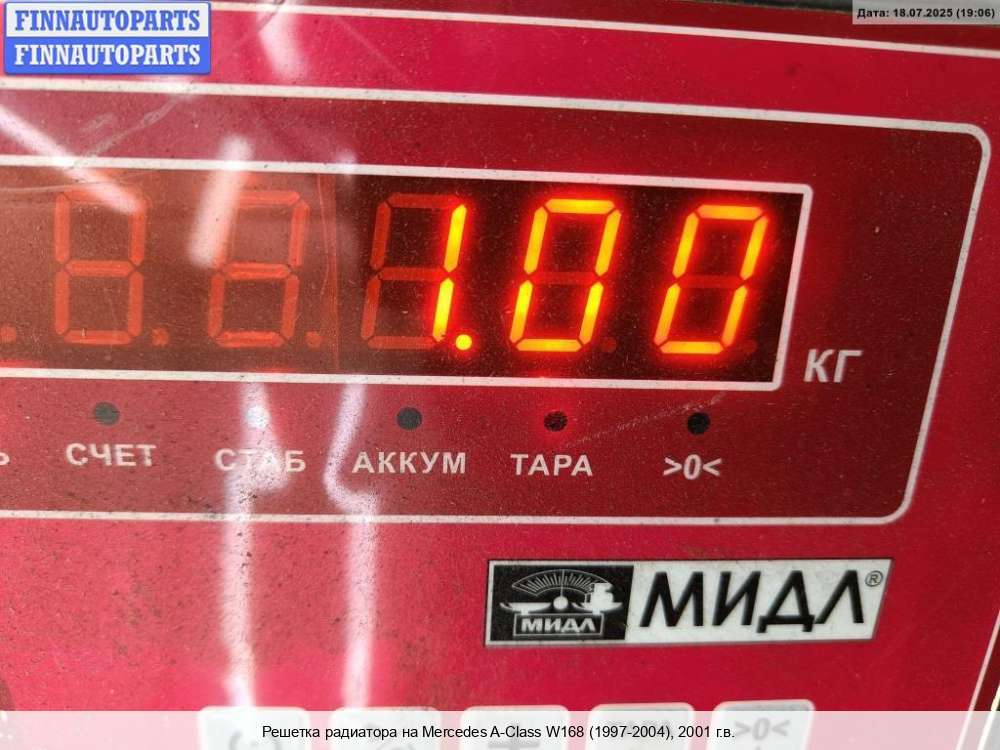 FINNAUTOPARTS
FINNAUTOPARTS
Дата: 18.07.2025 (19:06)
1.00
КГ
СЧЕТ СТАБ АККУМ ТАРА >0<
МИДЛ
МИДЛ®
>0<
Решетка радиатора на Mercedes A-Class W168 (1997-2004), 2001 г.в.